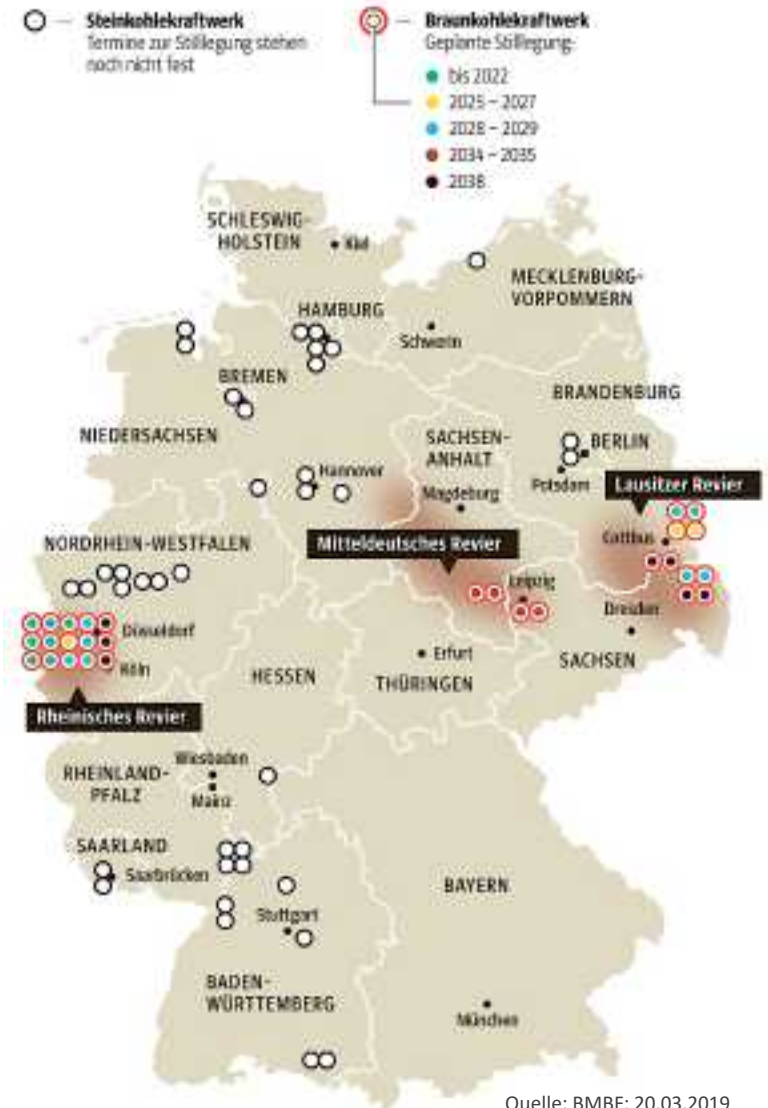 Steinkohlekraftwerk
Termine zur Stilllegung stehen
noch nicht fest
Braunkohlekraftwerk
Geplante Stilllegung:
bis 2022
2025 – 2027
2028 – 2029
2034 – 2035
2038
SCHLESWIG-
HOLSTEIN
Kiel
MECKLENBURG-
VORPOMMERN
HAMBURG
Schwerin
BREMEN
BRANDENBURG
NIEDERSACHSEN
SACHSEN-
ANHALT
BERLIN
Hannover
Potsdam
Magdeburg
Lausitzer Revier
Cottbus
NORDRHEIN-WESTFALEN
Mitteldeutsches Revier
Leipzig
Dresden
Düsseldorf
Köln
Erfurt
SACHSEN
HESSEN
THÜRINGEN
Rheinisches Revier
Wiesbaden
RHEINLAND-
PFALZ
Mainz
SAARLAND
Saarbrücken
BAYERN
Stuttgart
BADEN-
WÜRTTEMBERG
München
Quelle: BMBF; 20.03.2019